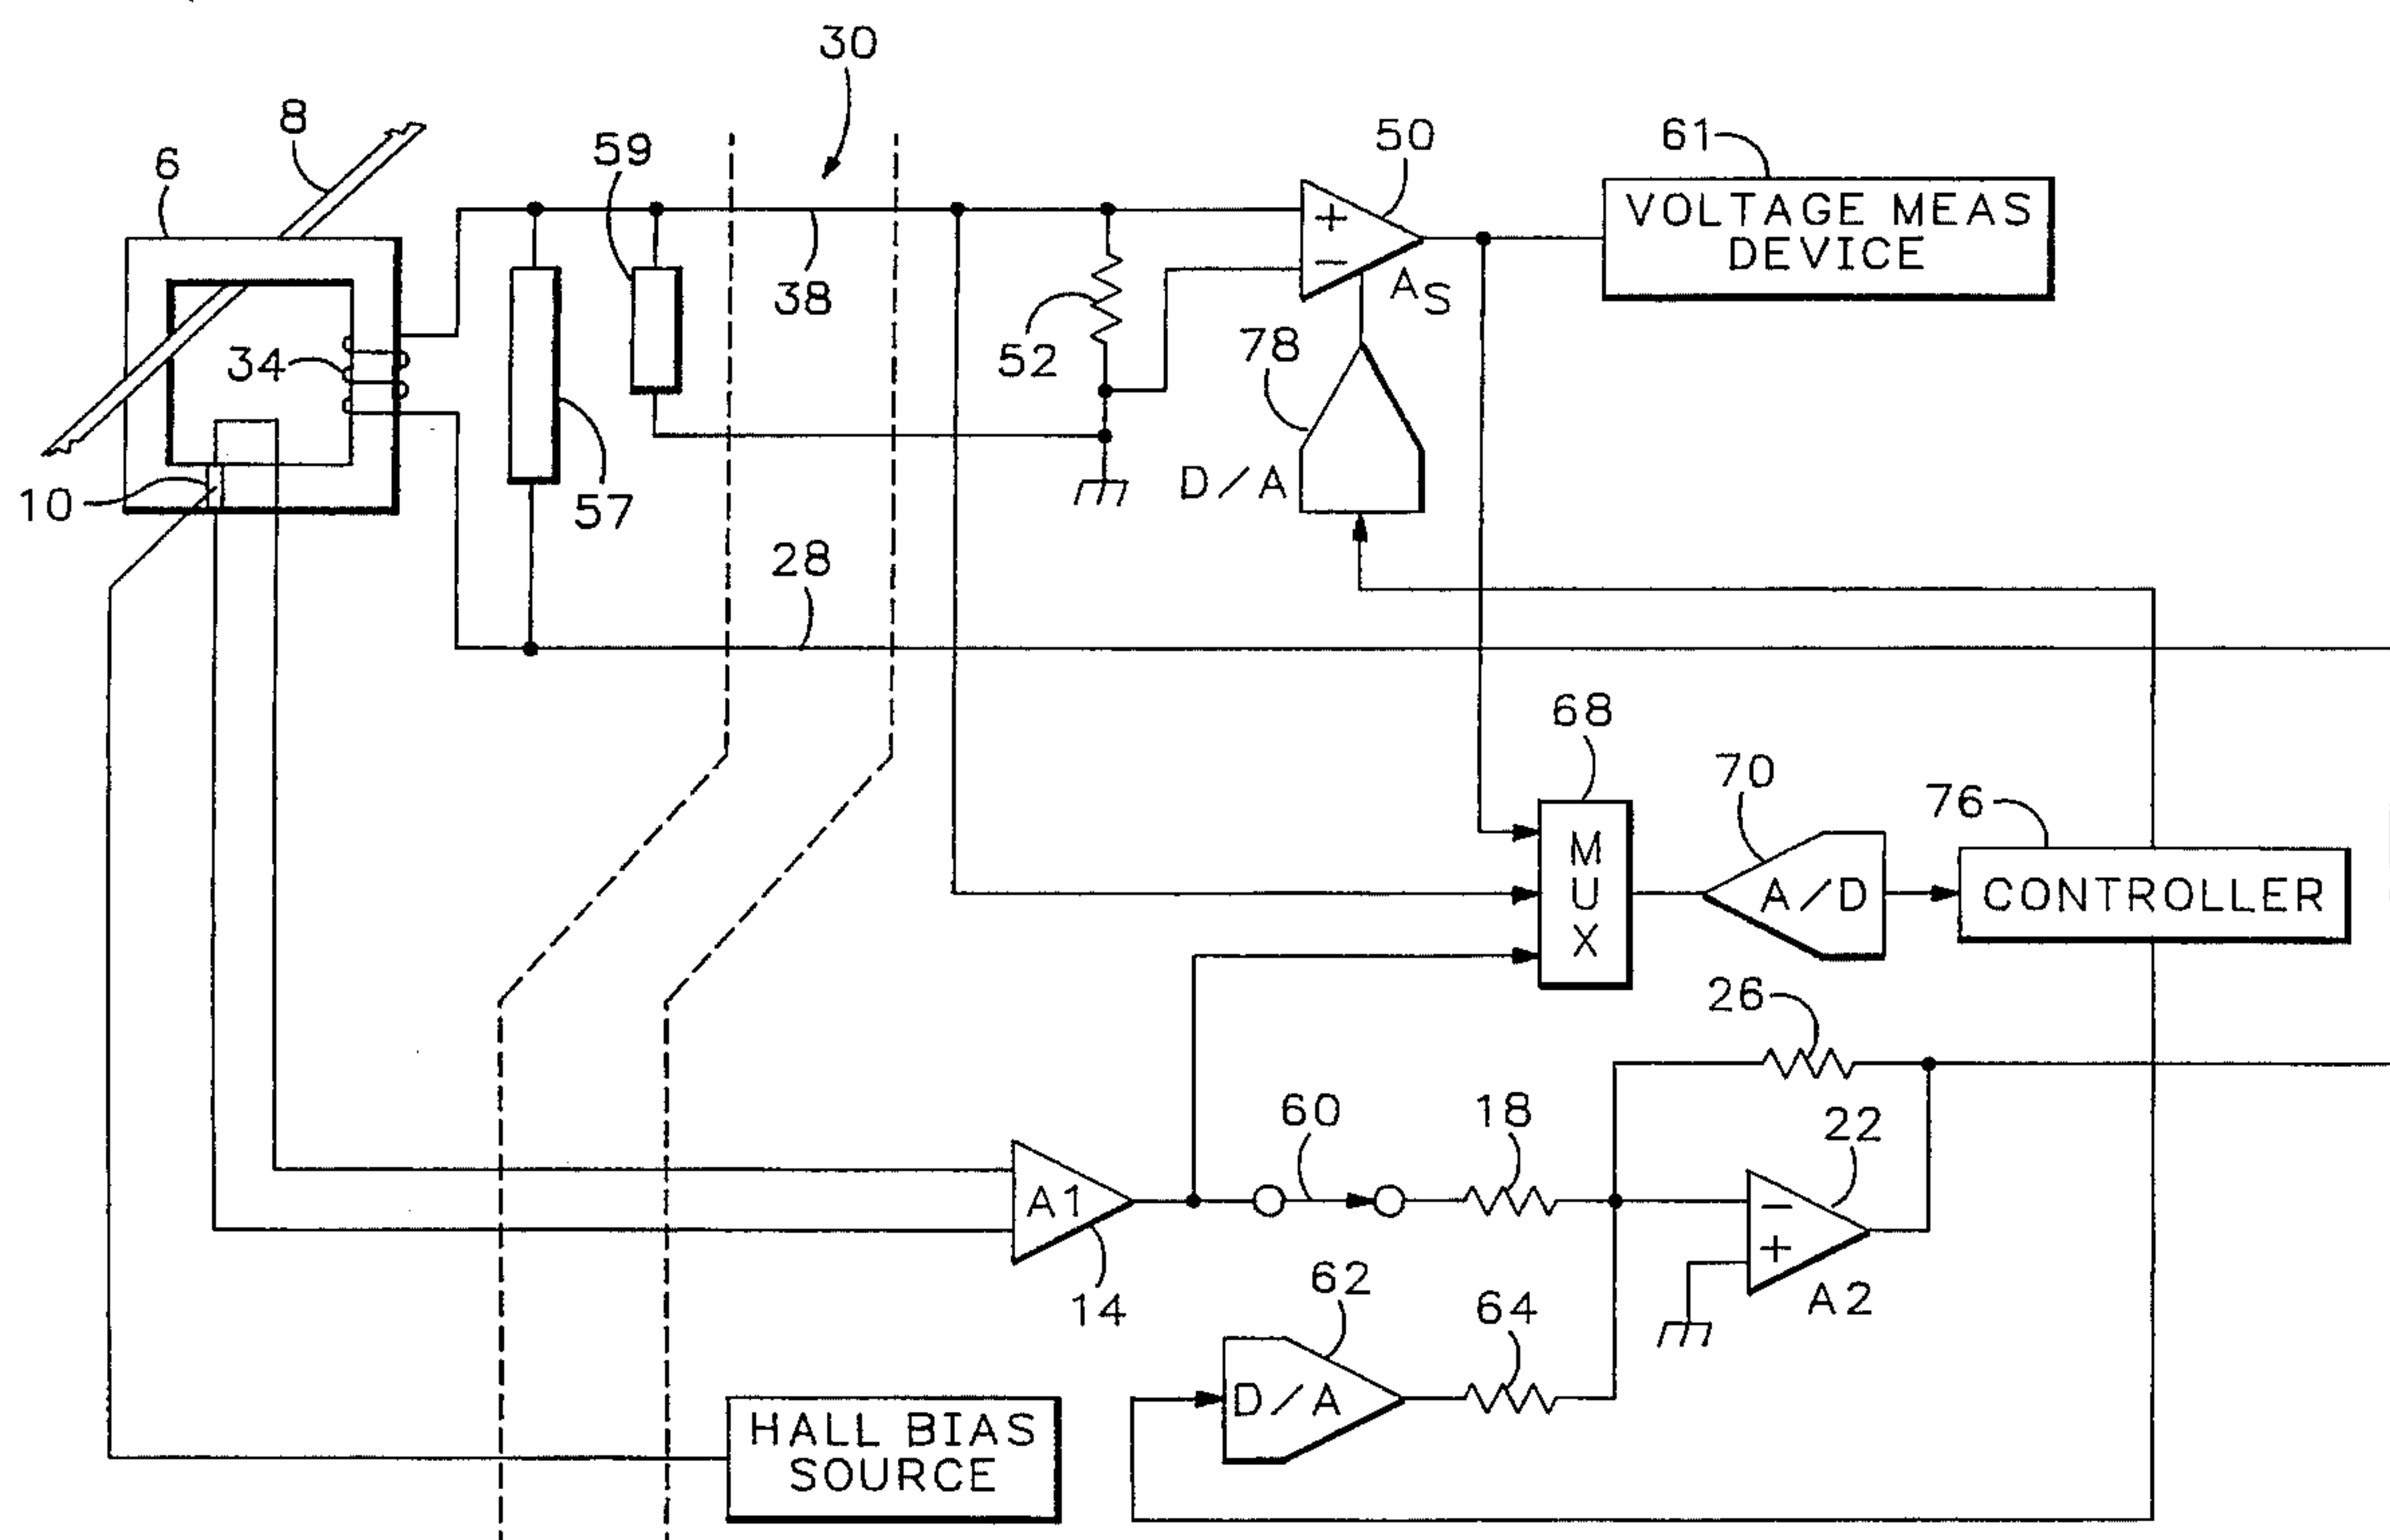 30
8
6
59
50
61
+
−
VOLTAGE MEAS
DEVICE
38
A S
34
52
78
10
57
D/A
28
68
70
76
MUX
A/D
CONTROLLER
26
60
18
22
A1
−
+
14
62
64
A2
D/A
HALL BIAS
SOURCE